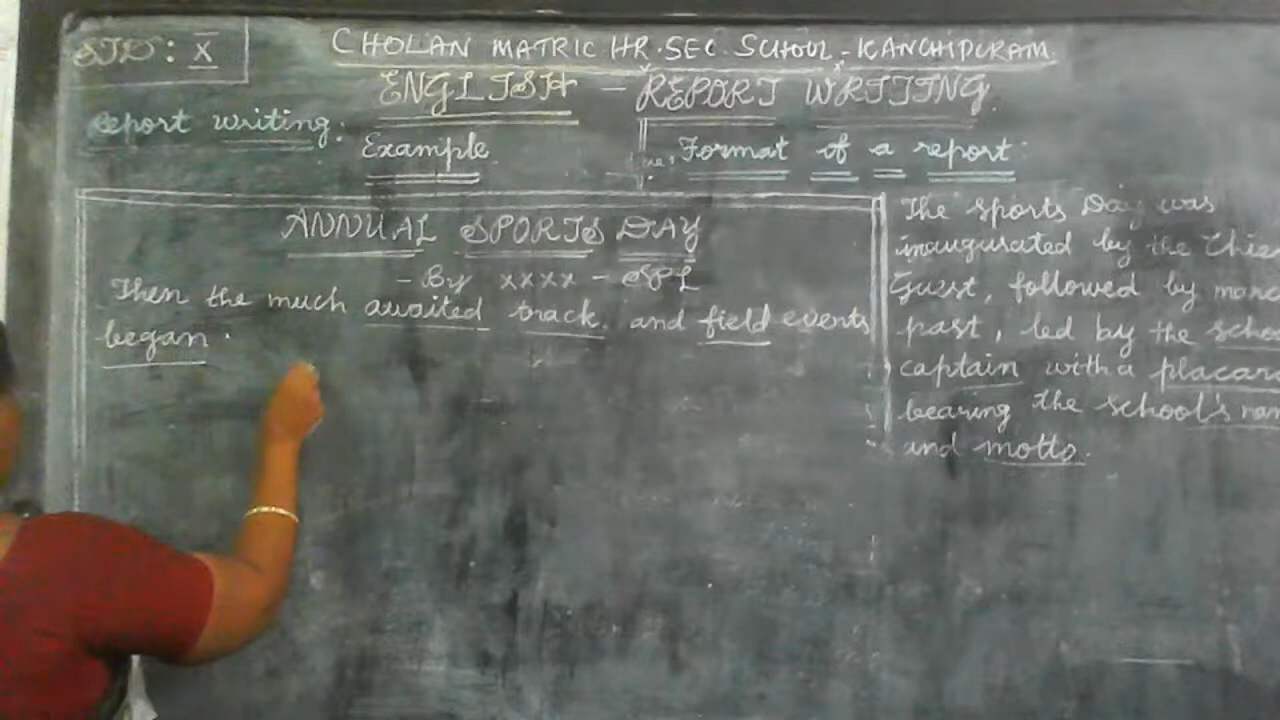 STD: X
CHOLAN MATRIC HR.SEC.SCHOOL-KANCHIPURAM.
ENGLISH - REPORT WRITING.
Report writing:
Example.
Format of a report:
ANNUAL SPORTS DAY
- By xxxx - SPL
Then the much awaited track and field events
began.
The Sports Day was
inaugurated by the Chie
Guest, followed by marc
past, led by the scho
captain with a placar
bearing the school's nam
and motto.